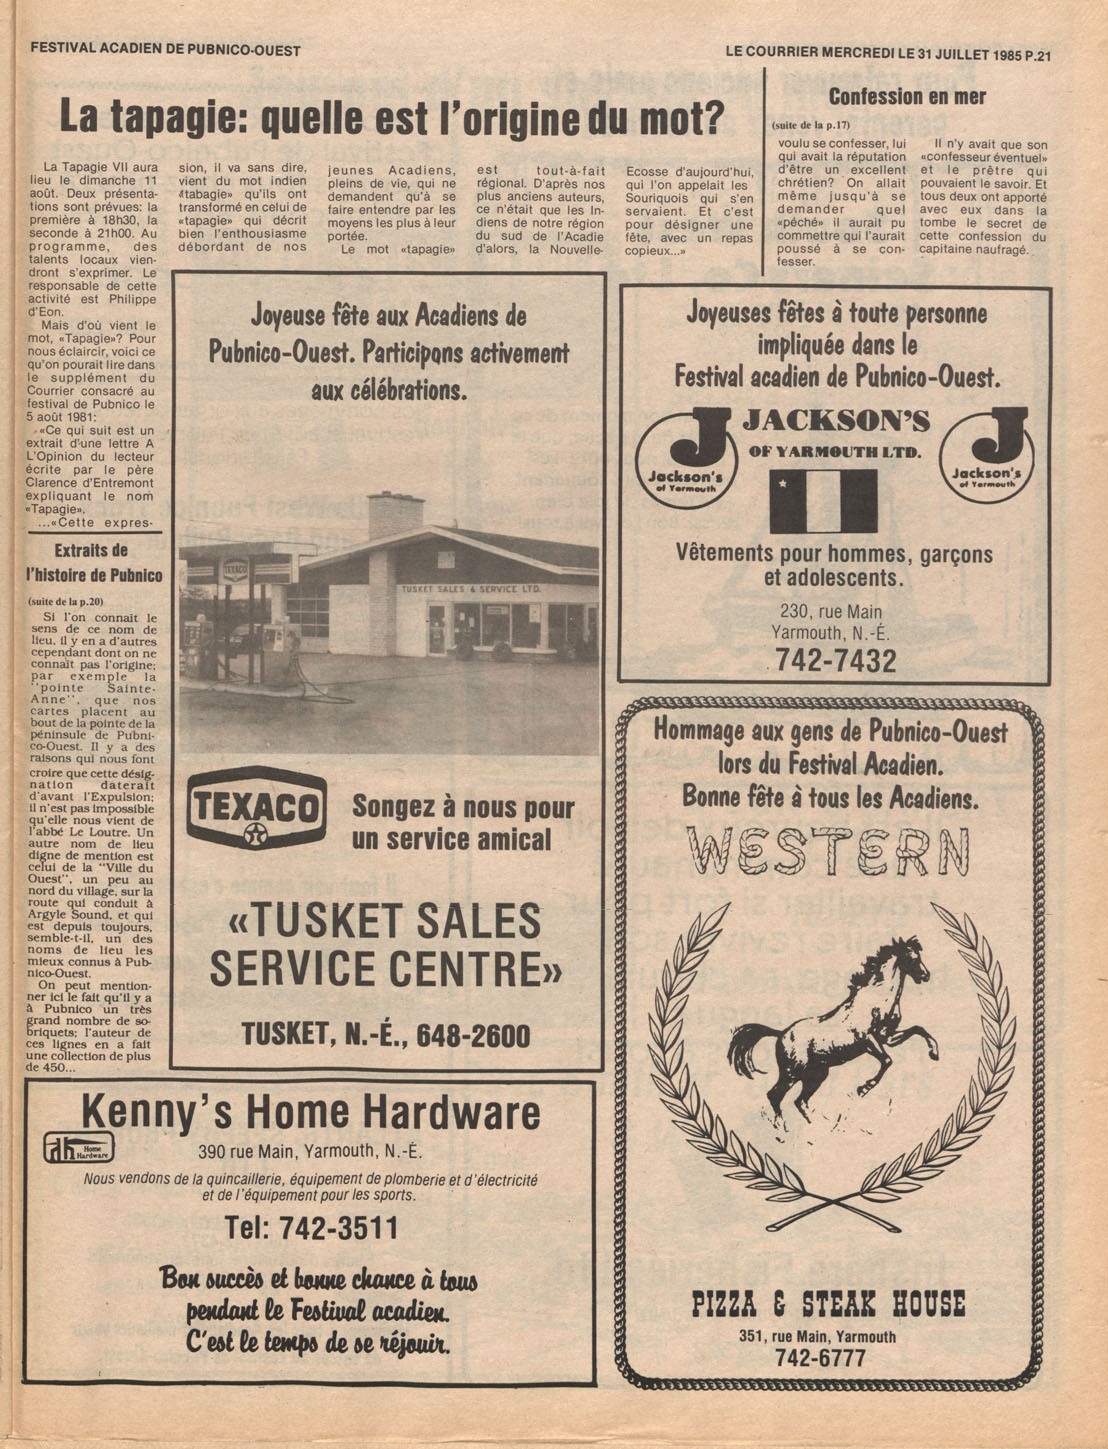 FESTIVAL ACADIEN DE PUBNICO-OUEST
LE COURRIER MERCREDI LE 31 JUILLET 1985 P.21
La tapagie: quelle est l'origine du mot?
La Tapagie VII aura
lieu le dimanche 11
août. Deux présenta-
tions sont prévues: la
première à 18h30, la
seconde à 21h00. Au
programme, des
talents locaux vien-
dront s'exprimer. Le
responsable de cette
activité est Philippe
d'Eon.
Mais d'où vient le
mot, «Tapagie»? Pour
nous éclaircir, voici ce
qu'on pourait lire dans
le supplément du
Courrier consacré au
festival de Pubnico le
5 août 1981:
«Ce qui suit est un
extrait d'une lettre A
L'Opinion du lecteur
écrite par le père
Clarence d'Entremont
expliquant le nom
«Tapagie».
...«Cette expres-
sion, il va sans dire,
vient du mot indien
«tabagie» qu'ils ont
transformé en celui de
«tapagie» qui décrit
bien l'enthousiasme
débordant de nos
jeunes Acadiens,
pleins de vie, qui ne
demandent qu'à se
faire entendre par les
moyens les plus à leur
portée.
Le mot «tapagie»
est tout-à-fait
régional. D'après nos
plus anciens auteurs,
ce n'était que les In-
diens de notre région
du sud de l'Acadie
d'alors, la Nouvelle-
Ecosse d'aujourd'hui,
qui l'on appelait les
Souriquois qui s'en
servaient. Et c'est
pour désigner une
fête, avec un repas
copieux...»
Confession en mer
(suite de la p.17)
voulu se confesser, lui
qui avait la réputation
d'être un excellent
chrétien? On allait
même jusqu'à se
demander quel
«péché» il aurait pu
commettre qui l'aurait
poussé à se con-
fesser.
Il n'y avait que son
«confesseur éventuel»
et le prêtre qui
pouvaient le savoir. Et
tous deux ont apporté
avec eux dans la
tombe le secret de
cette confession du
capitaine naufragé.
Extraits de
l'histoire de Pubnico
(suite de la p.20)
Si l'on connait le
sens de ce nom de
lieu, il y en a d'autres
cependant dont on ne
connaît pas l'origine;
par exemple la
"pointe Sainte-
Anne", que nos
cartes placent au
bout de la pointe de la
péninsule de Pubni-
co-Ouest. Il y a des
raisons qui nous font
croire que cette désig-
nation daterait
d'avant l'Expulsion;
il n'est pas impossible
qu'elle nous vient de
l'abbé Le Loutre. Un
autre nom de lieu
digne de mention est
celui de la "Ville du
Ouest", un peu au
nord du village, sur la
route qui conduit à
Argyle Sound, et qui
est depuis toujours,
semble-t-il, un des
noms de lieu les
mieux connus à Pub-
nico-Ouest.
On peut mention-
ner ici le fait qu'il y a
à Pubnico un très
grand nombre de so-
briquets; l'auteur de
ces lignes en a fait
une collection de plus
de 450...
Joyeuse fête aux Acadiens de
Pubnico-Ouest. Participons activement
aux célébrations.
TEXACO
TUSKET SALES & SERVICE LTD.
TEXACO
Songez à nous pour
un service amical
«TUSKET SALES
SERVICE CENTRE»
TUSKET, N.-É., 648-2600
Joyeuses fêtes à toute personne
impliquée dans le
Festival acadien de Pubnico-Ouest.
J
Jackson's
of Yarmouth
JACKSON'S
OF YARMOUTH LTD.
J
Jackson's
of Yarmouth
Vêtements pour hommes, garçons
et adolescents.
230, rue Main
Yarmouth, N.-É.
742-7432
Hommage aux gens de Pubnico-Ouest
lors du Festival Acadien.
Bonne fête à tous les Acadiens.
WESTERN
PIZZA & STEAK HOUSE
351, rue Main, Yarmouth
742-6777
Kenny's Home Hardware
Home
Hardware
390 rue Main, Yarmouth, N.-É.
Nous vendons de la quincaillerie, équipement de plomberie et d'électricité
et de l'équipement pour les sports.
Tel: 742-3511
Bon succès et bonne chance à tous
pendant le Festival acadien.
C'est le temps de se réjouir.